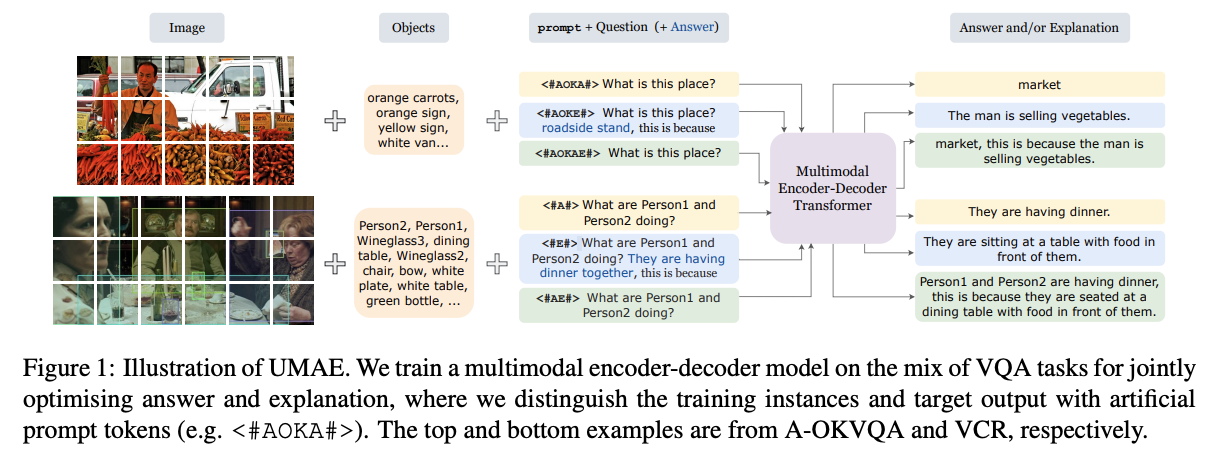 Image
Objects
prompt + Question (+ Answer)
Answer and/or Explanation
orange carrots,
orange sign,
yellow sign,
white van...
<#AOKA#> What is this place?
<#AOKE#> What is this place?
roadside stand, this is because
<#AOKAE#> What is this place?
Multimodal
Encoder-Decoder
Transformer
market
The man is selling vegetables.
market, this is because the man is
selling vegetables.
Person2, Person1,
Wineglass3, dining
table, Wineglass2,
chair, bow, white
plate, white table,
green bottle, ...
<#A#> What are Person1 and
Person2 doing?
<#E#> What are Person1 and
Person2 doing? They are having
dinner together, this is because
<#AE#> What are Person1 and
Person2 doing?
They are having dinner.
They are sitting at a table with food in
front of them.
Person1 and Person2 are having dinner,
this is because they are seated at a
dining table with food in front of them.
Figure 1: Illustration of UMAE. We train a multimodal encoder-decoder model on the mix of VQA tasks for jointly
optimising answer and explanation, where we distinguish the training instances and target output with artificial
prompt tokens (e.g. <#AOKA#>). The top and bottom examples are from A-OKVQA and VCR, respectively.